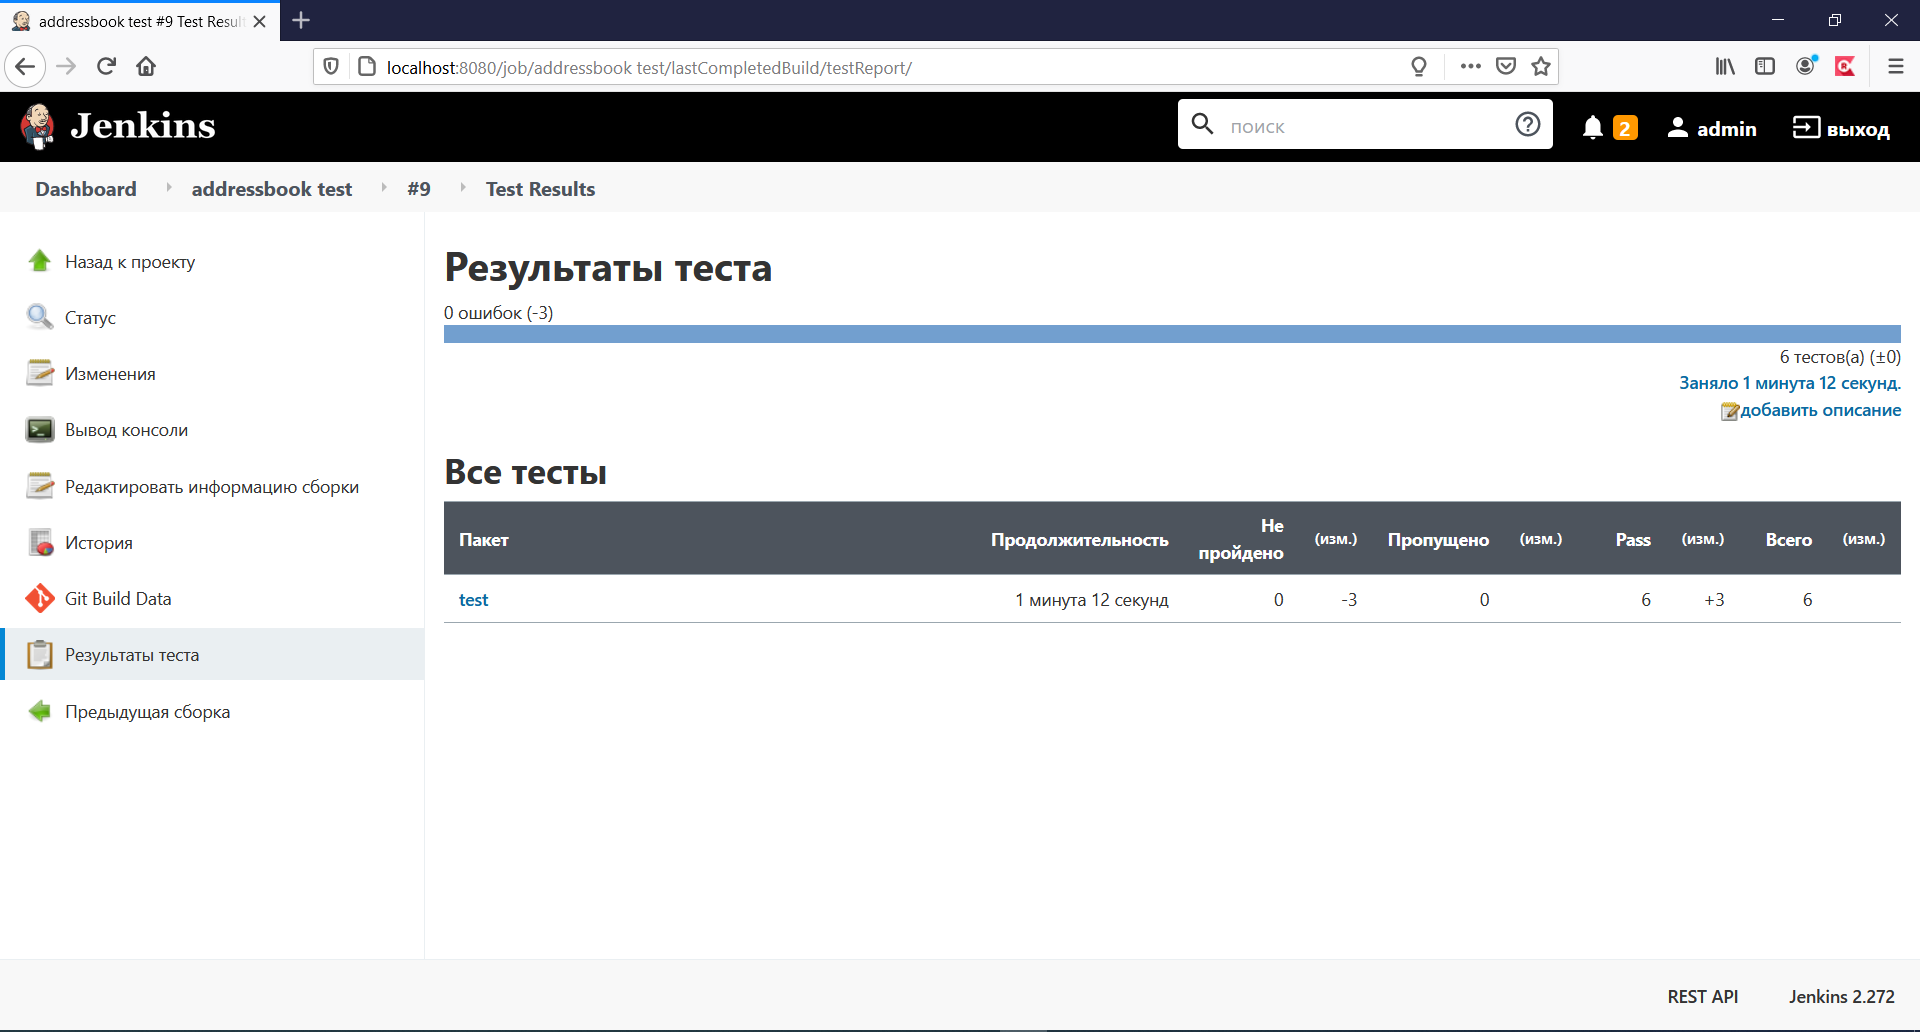 addressbook test #9 Test Result
localhost:8080/job/addressbook test/lastCompletedBuild/testReport/
Jenkins
поиск
2
admin
выход
Dashboard
addressbook test
#9
Test Results
Назад к проекту
Статус
Изменения
Вывод консоли
Редактировать информацию сборки
История
Git Build Data
Результаты теста
Предыдущая сборка
Результаты теста
0 ошибок (-3)
6 тестов(а) (±0)
Заняло 1 минута 12 секунд.
добавить описание
Все тесты
Пакет Продолжительность Не пройдено (изм.) Пропущено (изм.) Pass (изм.) Всего (изм.)
test 1 минута 12 секунд 0 -3 0 6 +3 6
REST API
Jenkins 2.272